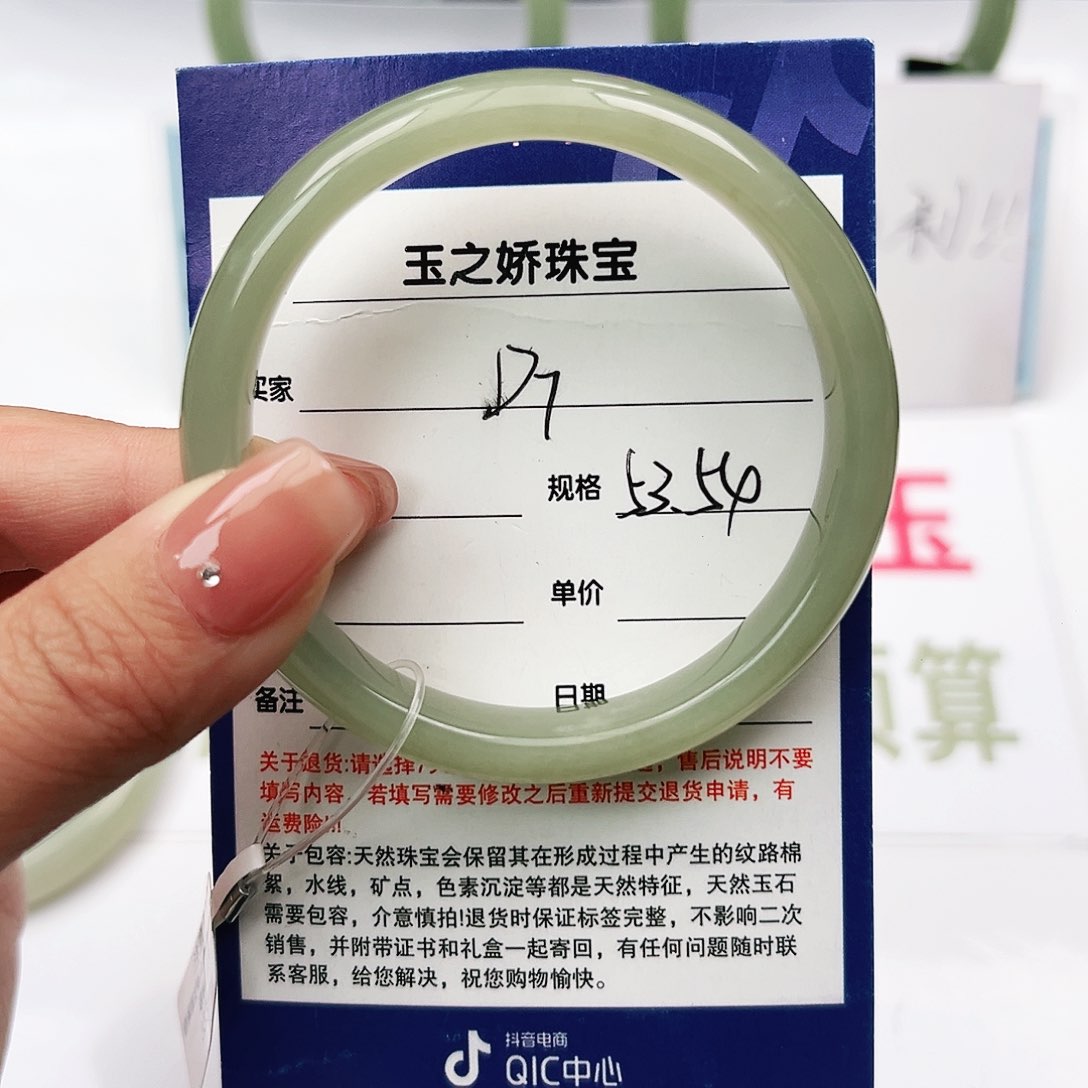 玉之娇珠宝
买家 D7
规格 53.54
单价
备注
日期
关于退货:请选择
售后说明不要
填写内容，若填写需要修改之后重新提交退货申请，有
运费险!!!
关于包容:天然珠宝会保留其在形成过程中产生的纹路棉
絮，水线，矿点，色素沉淀等都是天然特征，天然玉石
需要包容，介意慎拍!退货时保证标签完整，不影响二次
销售，并附带证书和礼盒一起寄回，有任何问题随时联
系客服，给您解决，祝您购物愉快。
抖音电商
QIC中心
玉
预算